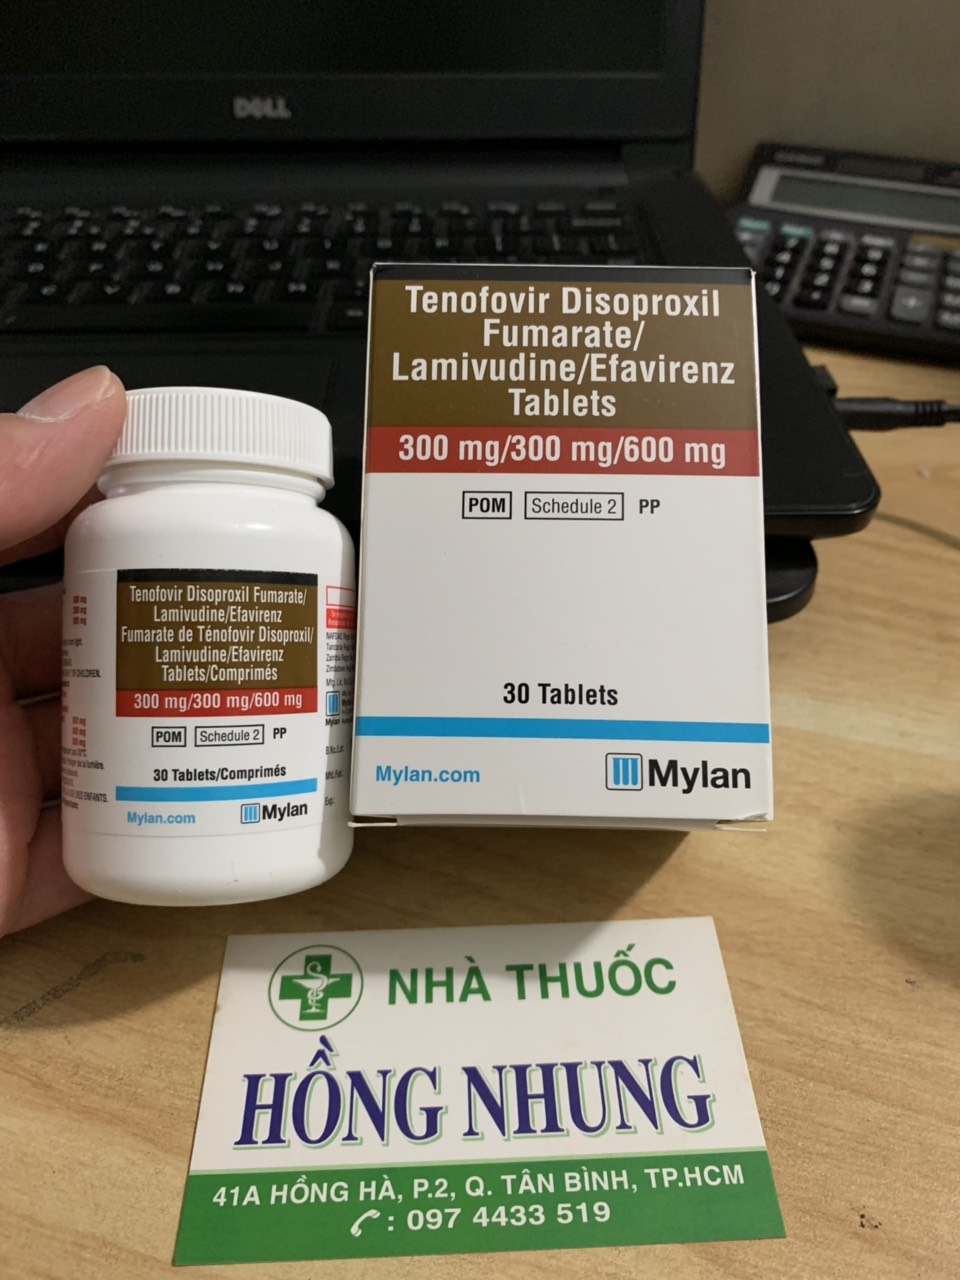 DELL
Tenofovir Disoproxil
Fumarate/
Lamivudine/Efavirenz
Tablets
300 mg/300 mg/600 mg
POM Schedule 2 PP
30 Tablets
Mylan.com Mylan
Tenofovir Disoproxil Fumarate/
Lamivudine/Efavirenz
Fumarate de Ténofovir Disoproxil/
Lamivudine/Efavirenz
Tablets/Comprimés
300 mg/300 mg/600 mg
POM Schedule 2 PP
30 Tablets/Comprimés
Mylan.com Mylan
NHÀ THUỐC
HỒNG NHUNG
41A HỒNG HÀ, P.2, Q. TÂN BÌNH, TP.HCM
: 097 4433 519